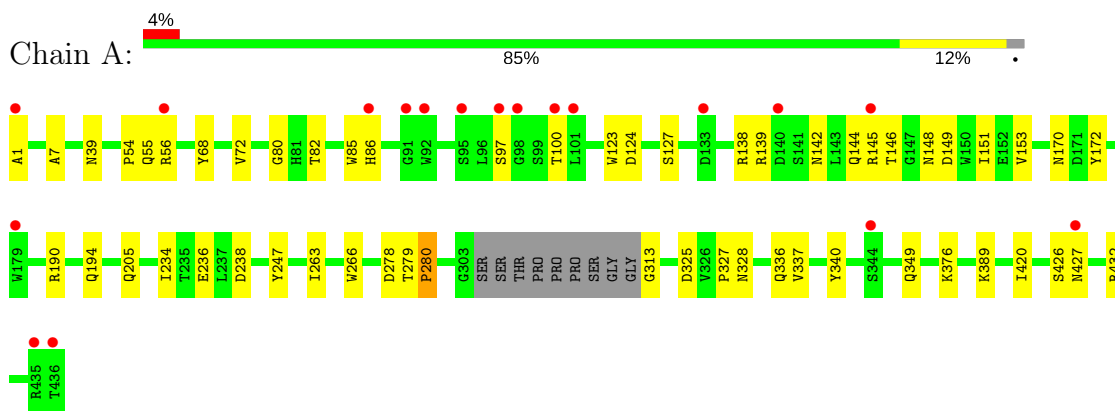 4%
Chain A:
85% 12% •
A1 A7 N39 P54 Q55 R56 Y68 V72 G80 H81 T82 W85 H86 G91 W92 S95 L96 S97 G98 S99 T100 L101 W123 D124 S127 D133 R138 R139 D140 S141 N142 L143 Q144 R145 T146 G147 N148 D149 W150 I151 E152 V153 N170 D171 Y172
W179 R190 Q194 Q205 I234 T235 E236 L237 D238 Y247 I263 W266 D278 T279 P280 G303 SER SER THR PRO PRO PRO SER GLY GLY G313 D325 V326 P327 N328 Q336 V337 Y340 S344 Q349 K376 K389 I420 S426 N427
R435 T436